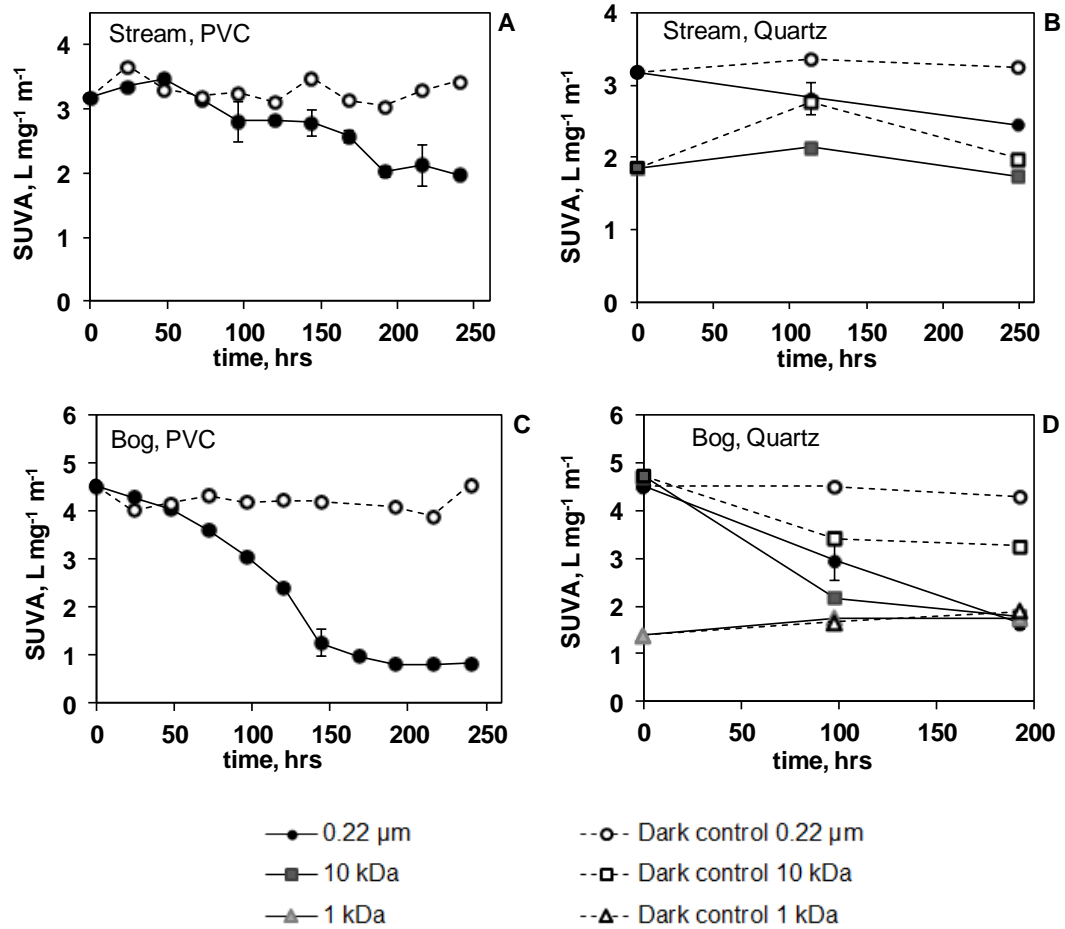 Stream, PVC
A
SUVA, L mg-1 m-1
4
3
2
1
0
0 50 100 150 200 250
time, hrs
Stream, Quartz
B
SUVA, L mg-1 m-1
4
3
2
1
0
0 50 100 150 200 250
time, hrs
Bog, PVC
C
SUVA, L mg-1 m-1
6
5
4
3
2
1
0
0 50 100 150 200 250
time, hrs
Bog, Quartz
D
SUVA, L mg-1 m-1
6
5
4
3
2
1
0
0 50 100 150 200
time, hrs
0.22 µm
Dark control 0.22 µm
10 kDa
Dark control 10 kDa
1 kDa
Dark control 1 kDa